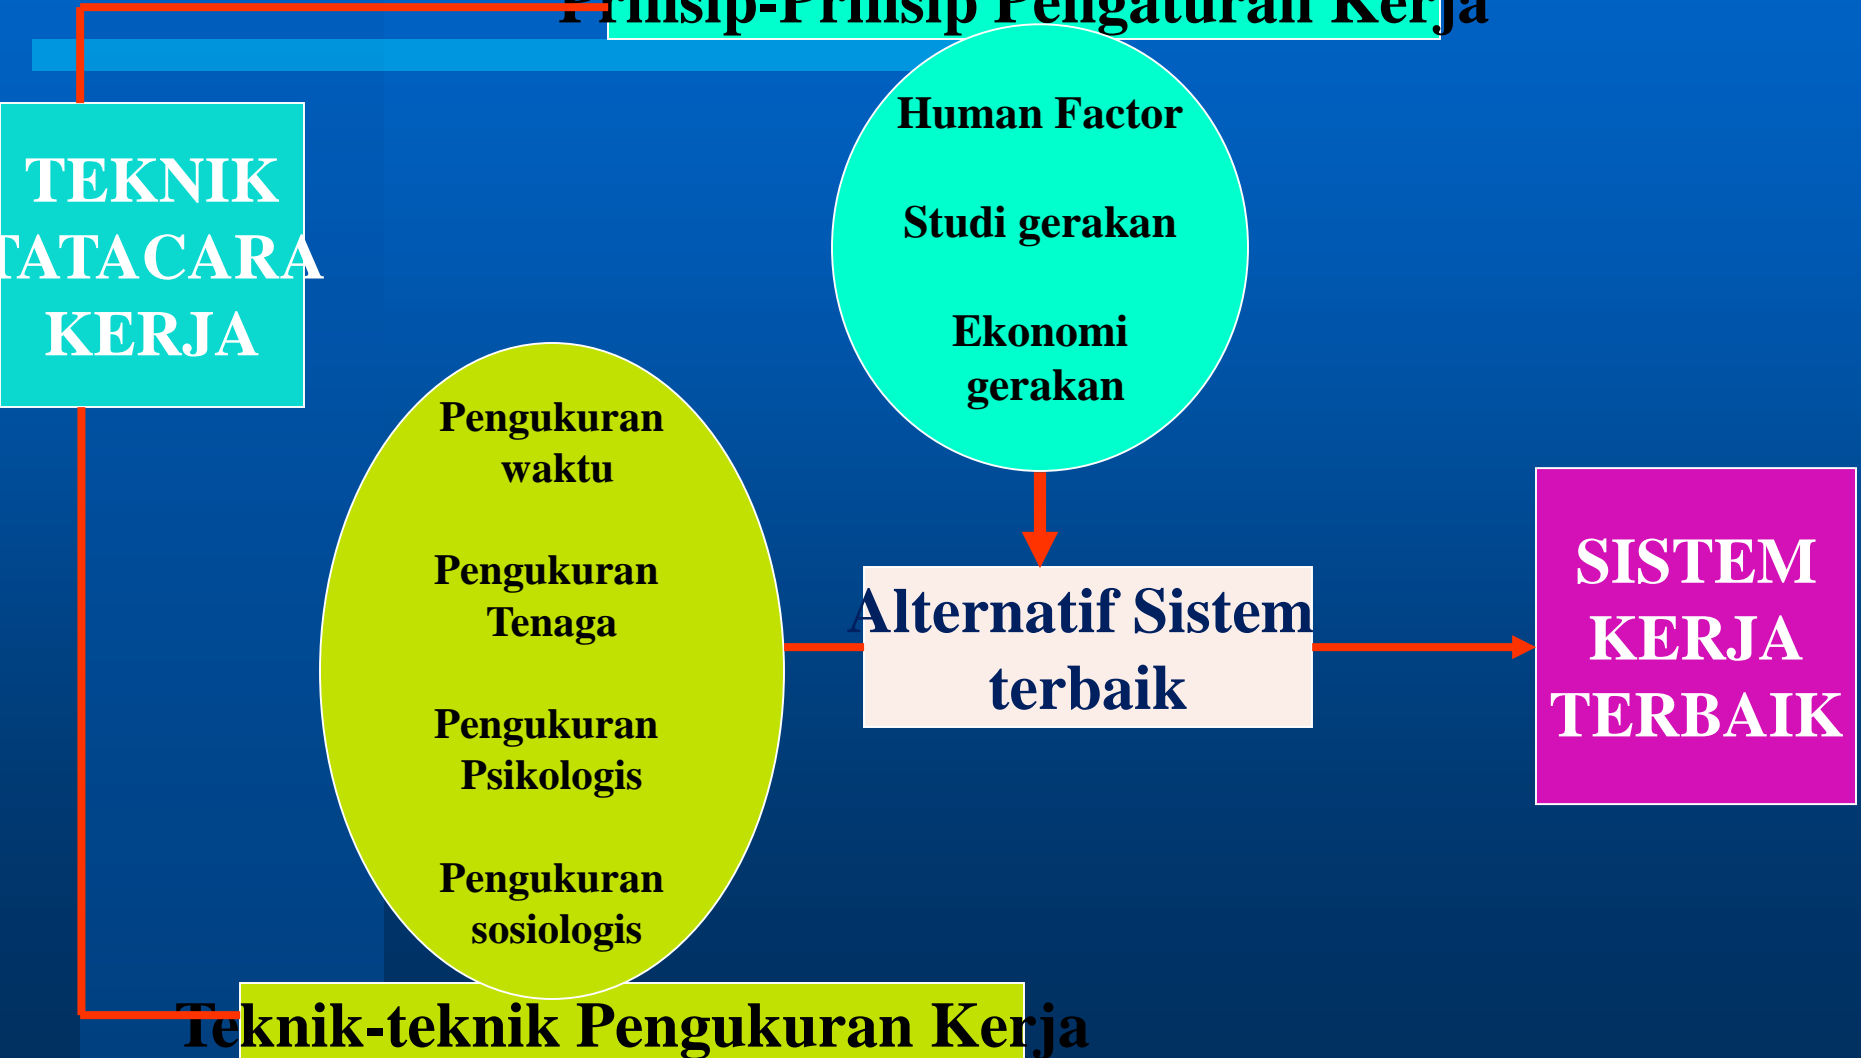 Prinsip-Prinsip Pengaturan Kerja
TEKNIK
TATACARA
KERJA
Human Factor
Studi gerakan
Ekonomi
gerakan
Pengukuran
waktu
Pengukuran
Tenaga
Pengukuran
Psikologis
Pengukuran
sosiologis
Alternatif Sistem
terbaik
SISTEM
KERJA
TERBAIK
Teknik-teknik Pengukuran Kerja